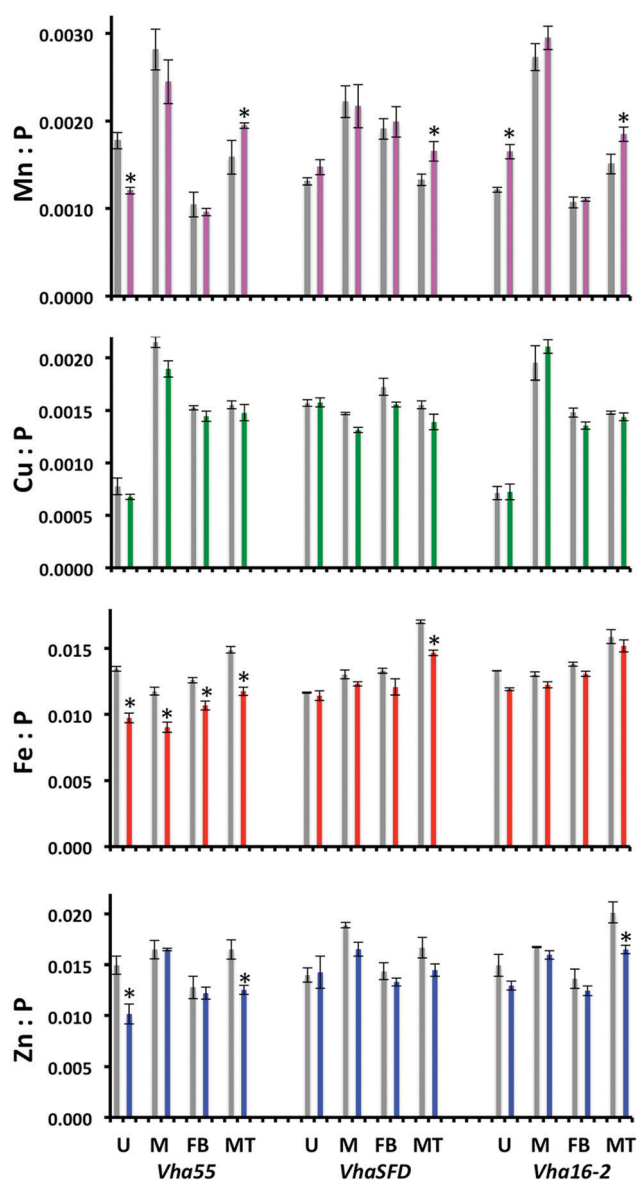 Mn : P
0.0030
0.0020
0.0010
0.0000
* * * * *
Cu : P
0.0020
0.0015
0.0010
0.0005
0.0000
Fe : P
0.015
0.010
0.005
0.000
* * * * *
Zn : P
0.020
0.015
0.010
0.005
0.000
* * *
U M FB MT U M FB MT U M FB MT
Vha55 VhaSFD Vha16-2